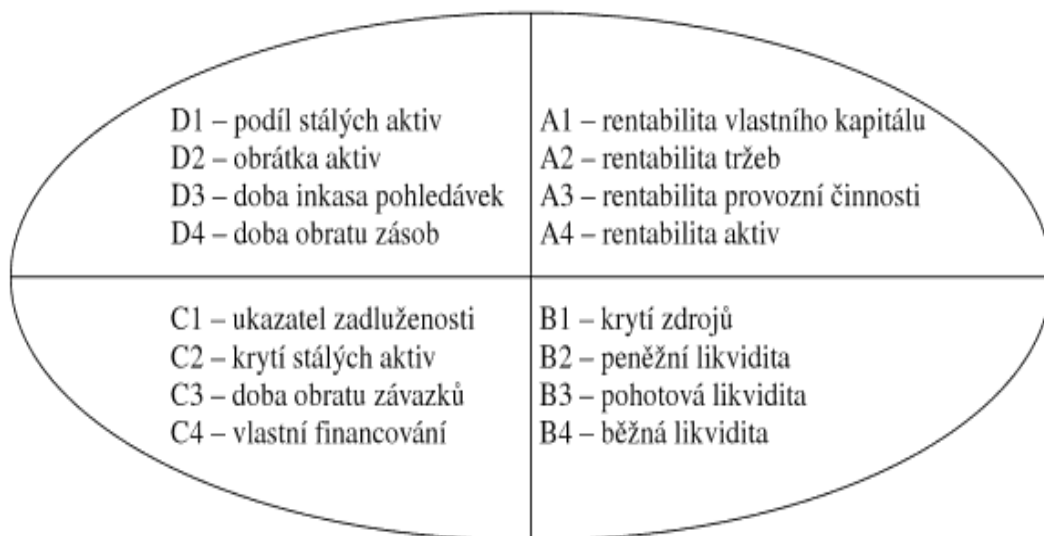 D1 – podíl stálých aktiv
D2 – obrátka aktiv
D3 – doba inkasa pohledávek
D4 – doba obratu zásob
A1 – rentabilita vlastního kapitálu
A2 – rentabilita tržeb
A3 – rentabilita provozní činnosti
A4 – rentabilita aktiv
C1 – ukazatel zadluženosti
C2 – krytí stálých aktiv
C3 – doba obratu závazků
C4 – vlastní financování
B1 – krytí zdrojů
B2 – peněžní likvidita
B3 – pohotová likvidita
B4 – běžná likvidita